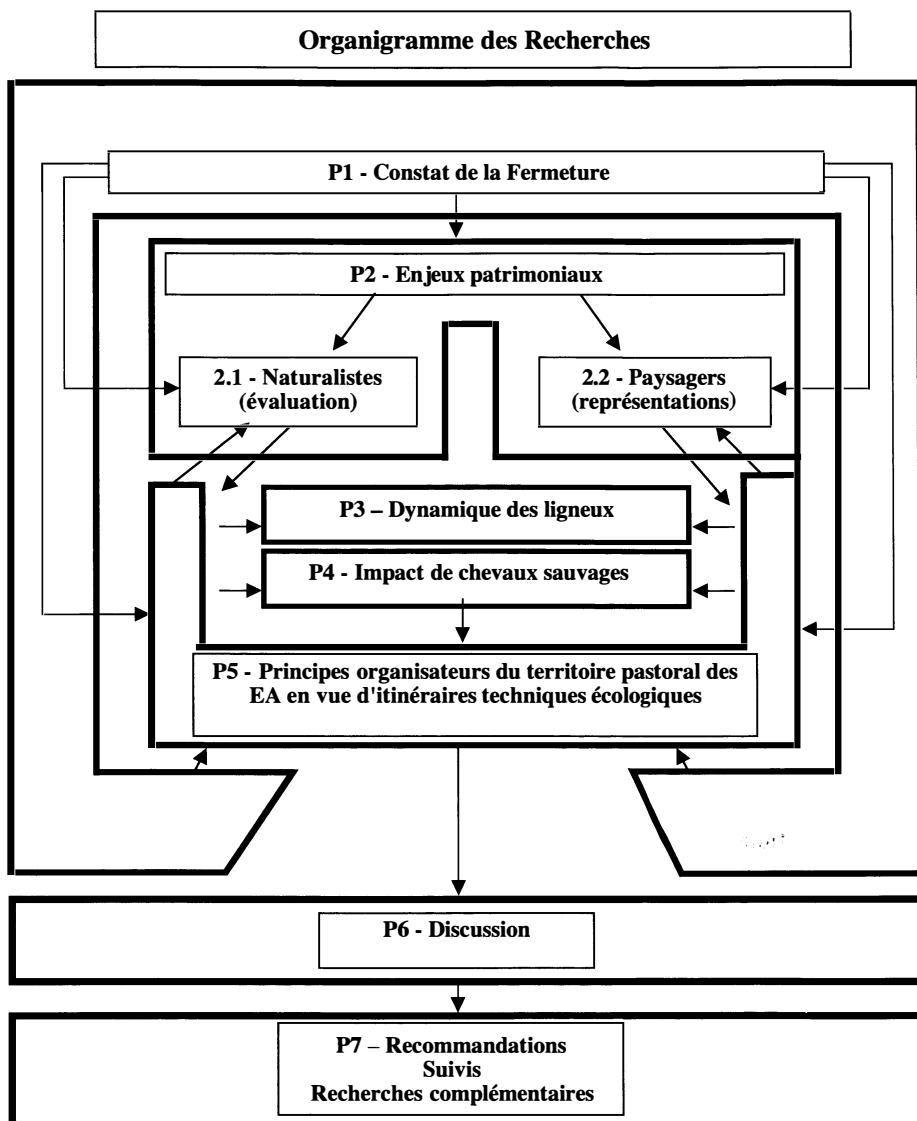 Organigramme des Recherches
P1 - Constat de la Fermeture
P2 - Enjeux patrimoniaux
2.1 - Naturalistes
(évaluation)
2.2 - Paysagers
(représentations)
P3 – Dynamique des ligneux
P4 - Impact de chevaux sauvages
P5 - Principes organisateurs du territoire pastoral des
EA en vue d'itinéraires techniques écologiques
P6 - Discussion
P7 – Recommandations
Suivis
Recherches complémentaires